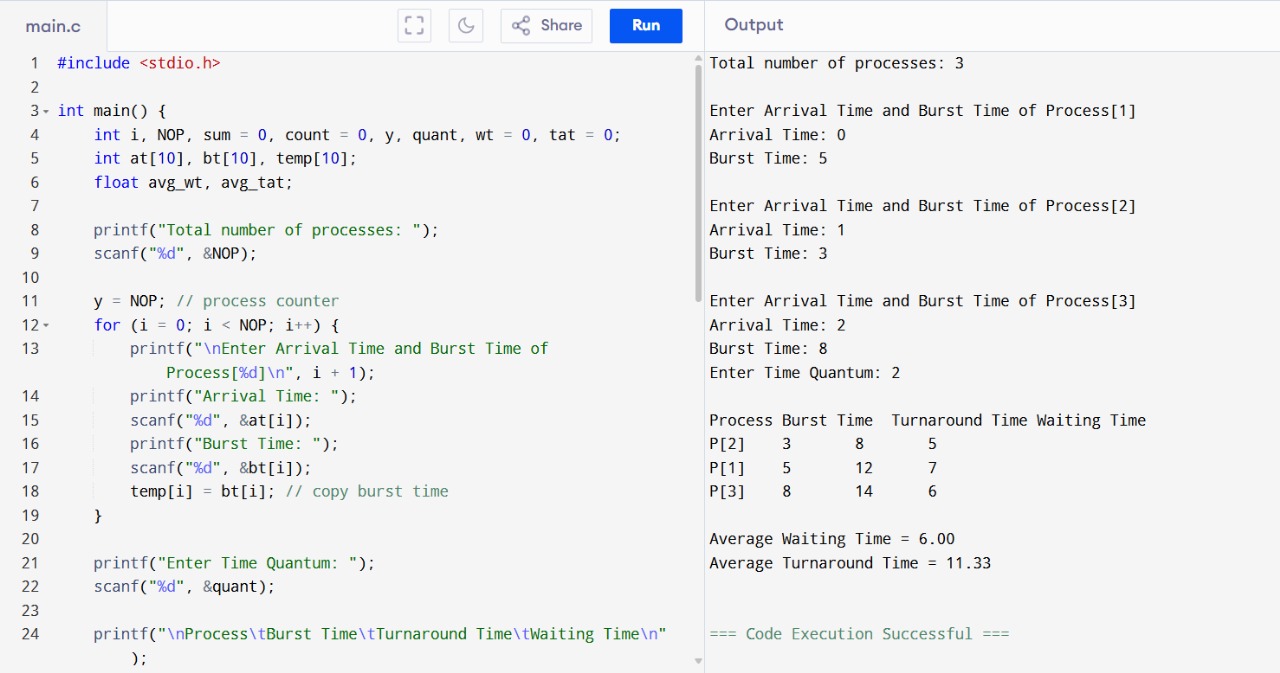 main.c
Share
Run
Output
1 #include <stdio.h>
2
3 int main() {
4 int i, NOP, sum = 0, count = 0, y, quant, wt = 0, tat = 0;
5 int at[10], bt[10], temp[10];
6 float avg_wt, avg_tat;
7
8 printf("Total number of processes: ");
9 scanf("%d", &NOP);
10
11 y = NOP; // process counter
12 for (i = 0; i < NOP; i++) {
13 printf("\nEnter Arrival Time and Burst Time of
Process[%d]\n", i + 1);
14 printf("Arrival Time: ");
15 scanf("%d", &at[i]);
16 printf("Burst Time: ");
17 scanf("%d", &bt[i]);
18 temp[i] = bt[i]; // copy burst time
19 }
20
21 printf("Enter Time Quantum: ");
22 scanf("%d", &quant);
23
24 printf("\nProcess\tBurst Time\tTurnaround Time\tWaiting Time\n"
);
Total number of processes: 3
Enter Arrival Time and Burst Time of Process[1]
Arrival Time: 0
Burst Time: 5
Enter Arrival Time and Burst Time of Process[2]
Arrival Time: 1
Burst Time: 3
Enter Arrival Time and Burst Time of Process[3]
Arrival Time: 2
Burst Time: 8
Enter Time Quantum: 2
Process Burst Time  Turnaround Time Waiting Time
P[2]    3       8       5
P[1]    5       12      7
P[3]    8       14      6
Average Waiting Time = 6.00
Average Turnaround Time = 11.33
=== Code Execution Successful ===